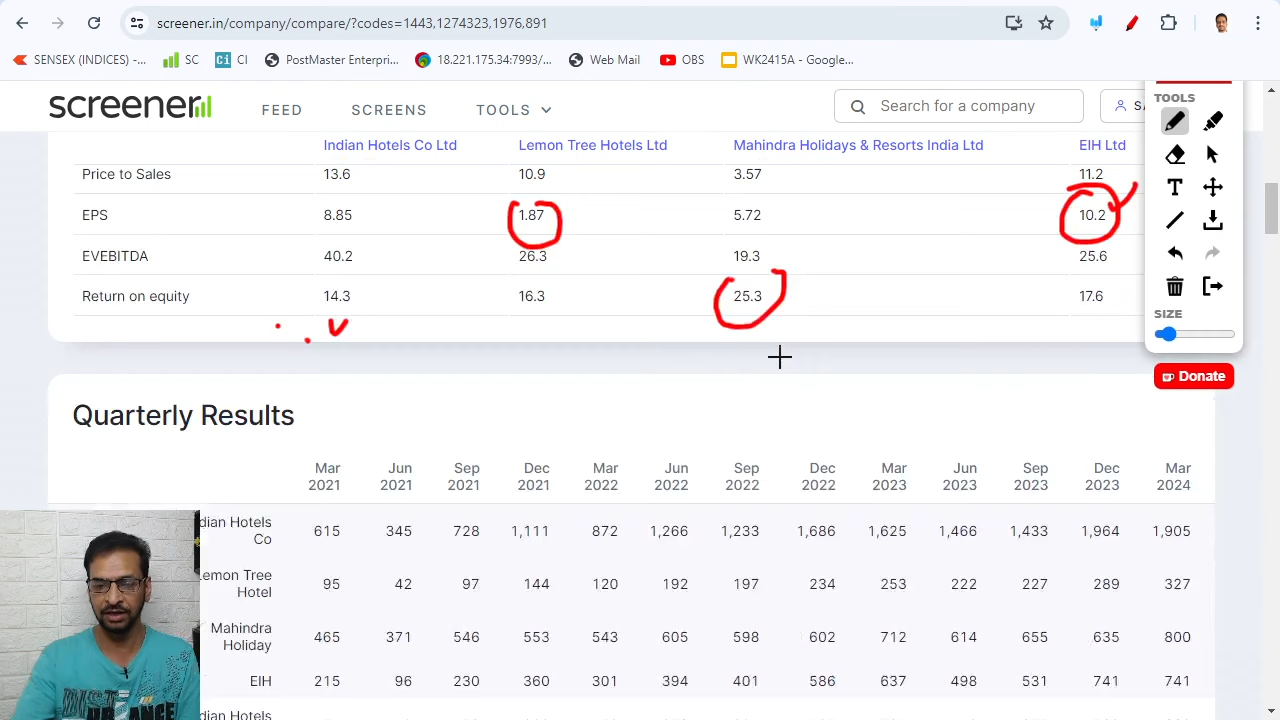 screener.in/company/compare/?codes=1443,1274323,1976,891
SENSEX (INDICES) -... SC CI PostMaster Enterpri... 18.221.175.34:7993/... Web Mail OBS WK2415A - Google...
screener FEED SCREENS TOOLS Search for a company
TOOLS
Indian Hotels Co Ltd Lemon Tree Hotels Ltd Mahindra Holidays & Resorts India Ltd EIH Ltd
Price to Sales 13.6 10.9 3.57 11.2
EPS 8.85 1.87 5.72 10.2
EVEBITDA 40.2 26.3 19.3 25.6
Return on equity 14.3 16.3 25.3 17.6
SIZE
Donate
Quarterly Results
Mar 2021 Jun 2021 Sep 2021 Dec 2021 Mar 2022 Jun 2022 Sep 2022 Dec 2022 Mar 2023 Jun 2023 Sep 2023 Dec 2023 Mar 2024
dian Hotels Co 615 345 728 1,111 872 1,266 1,233 1,686 1,625 1,466 1,433 1,964 1,905
emon Tree Hotel 95 42 97 144 120 192 197 234 253 222 227 289 327
Mahindra Holiday 465 371 546 553 543 605 598 602 712 614 655 635 800
EIH 215 96 230 360 301 394 401 586 637 498 531 741 741
dian Hotels